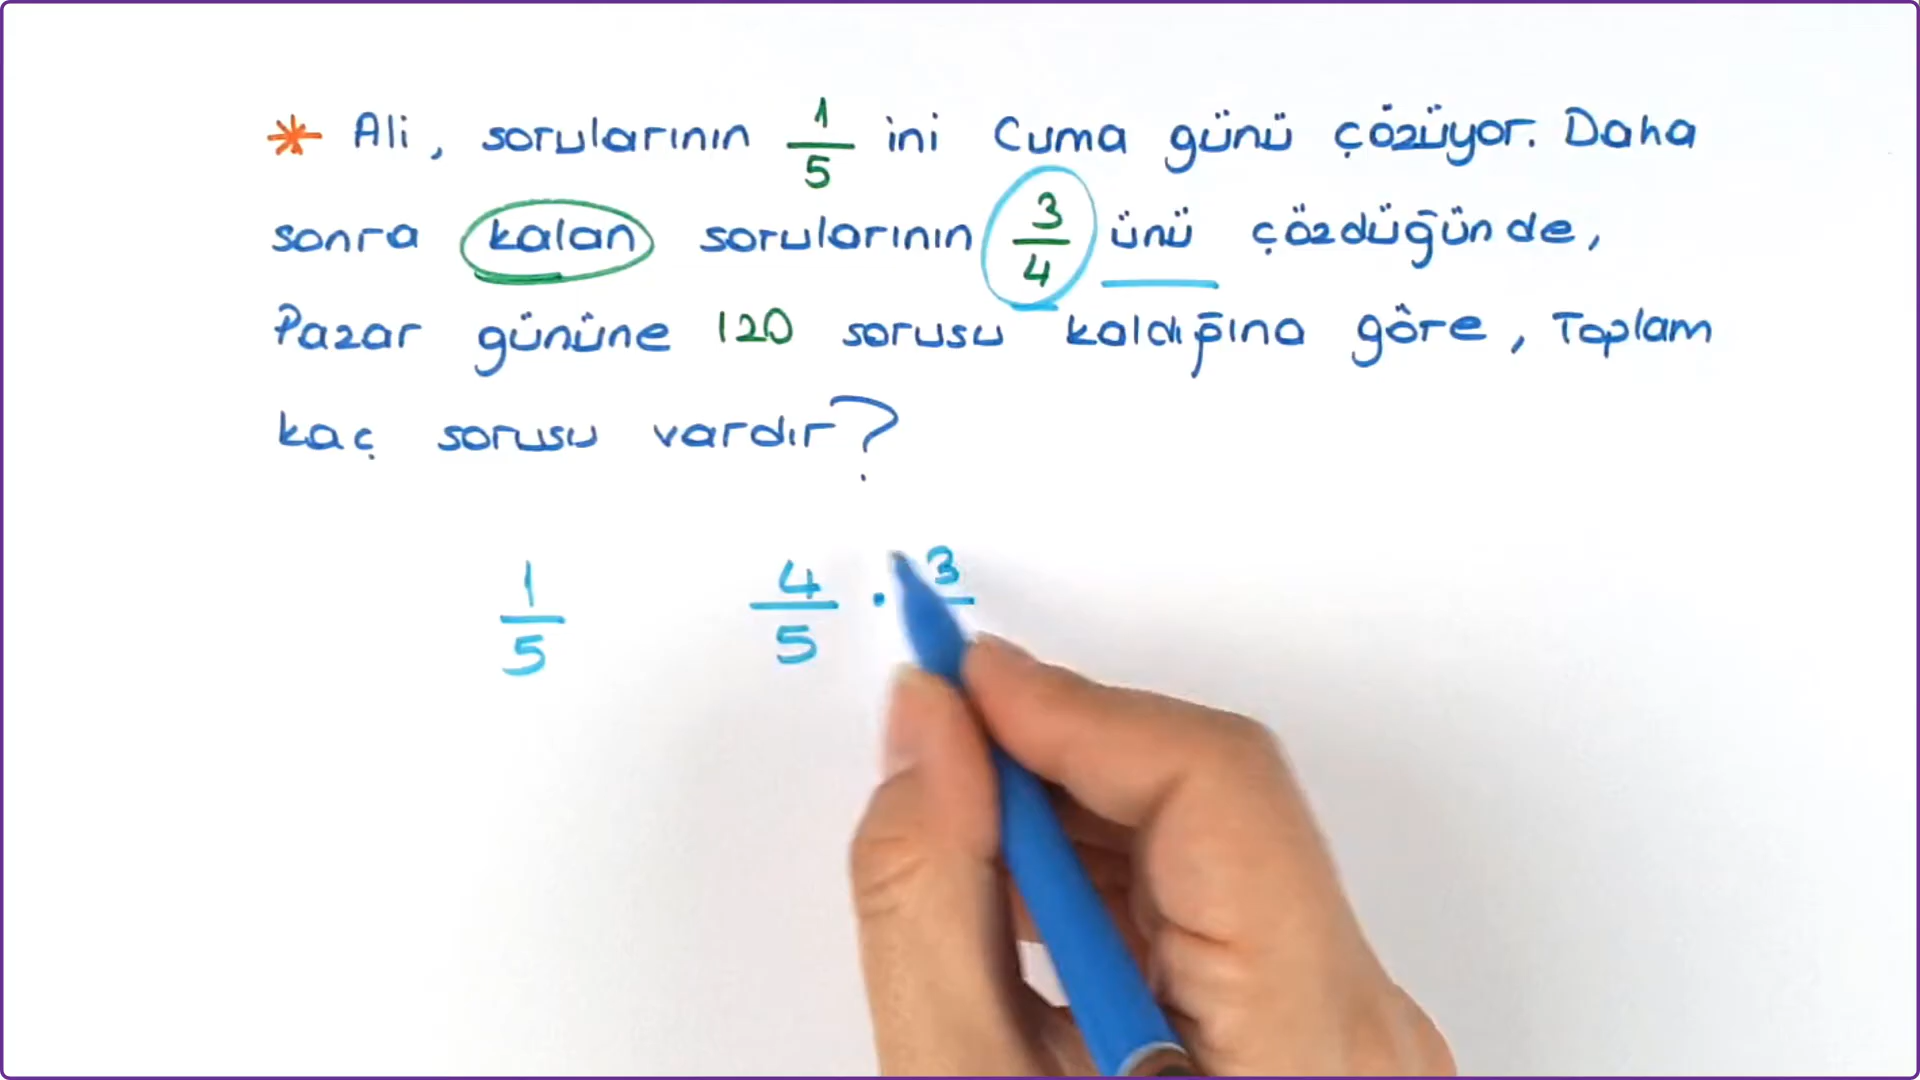 * Ali, sorularının 1/5 ini Cuma günü çözüyor. Daha
sonra kalan sorularının 3/4 ünü çözdüğünde,
Pazar gününe 120 sorusu kaldığına göre, Toplam
kaç sorusu vardır?
1/5 4/5 . 3